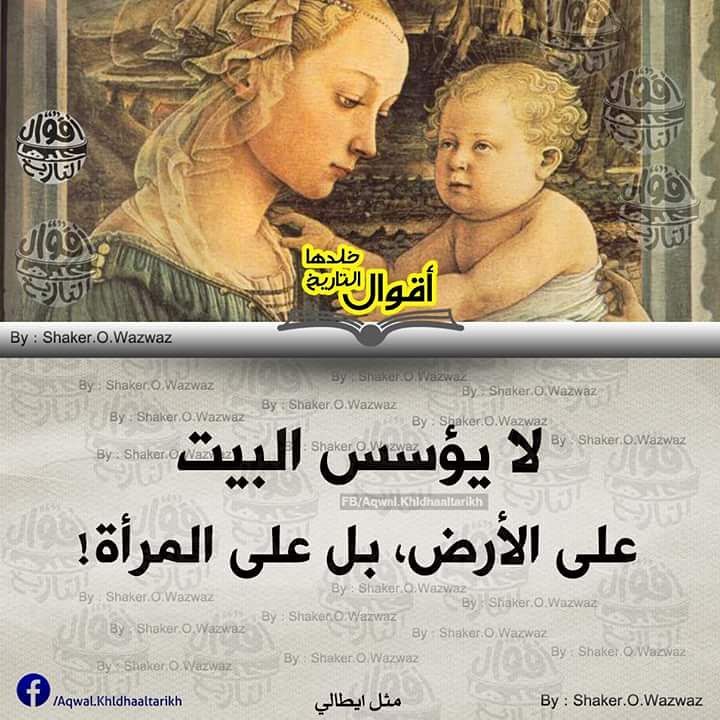 خلدها
أقوال التاريخ
By : Shaker.O.Wazwaz
لا يؤسس البيت
FB/Aqwal.Khldhaaltarikh
على الأرض، بل على المرأة!
/Aqwal.Khldhaaltarikh
مثل ايطالي
By : Shaker.O.Wazwaz